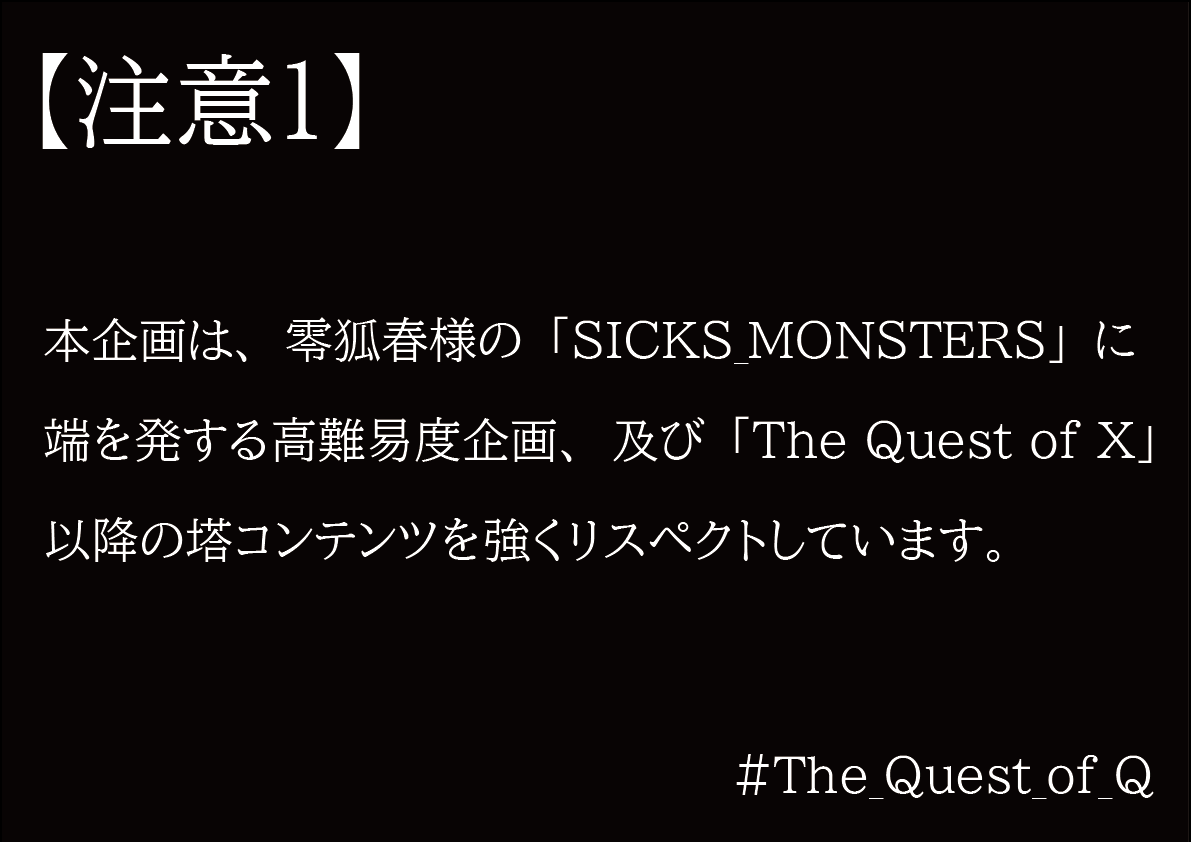 【注意1】
本企画は、零狐春様の「SICKS_MONSTERS」に
端を発する高難易度企画、及び「The Quest of X」
以降の塔コンテンツを強くリスペクトしています。
#The_Quest_of_Q